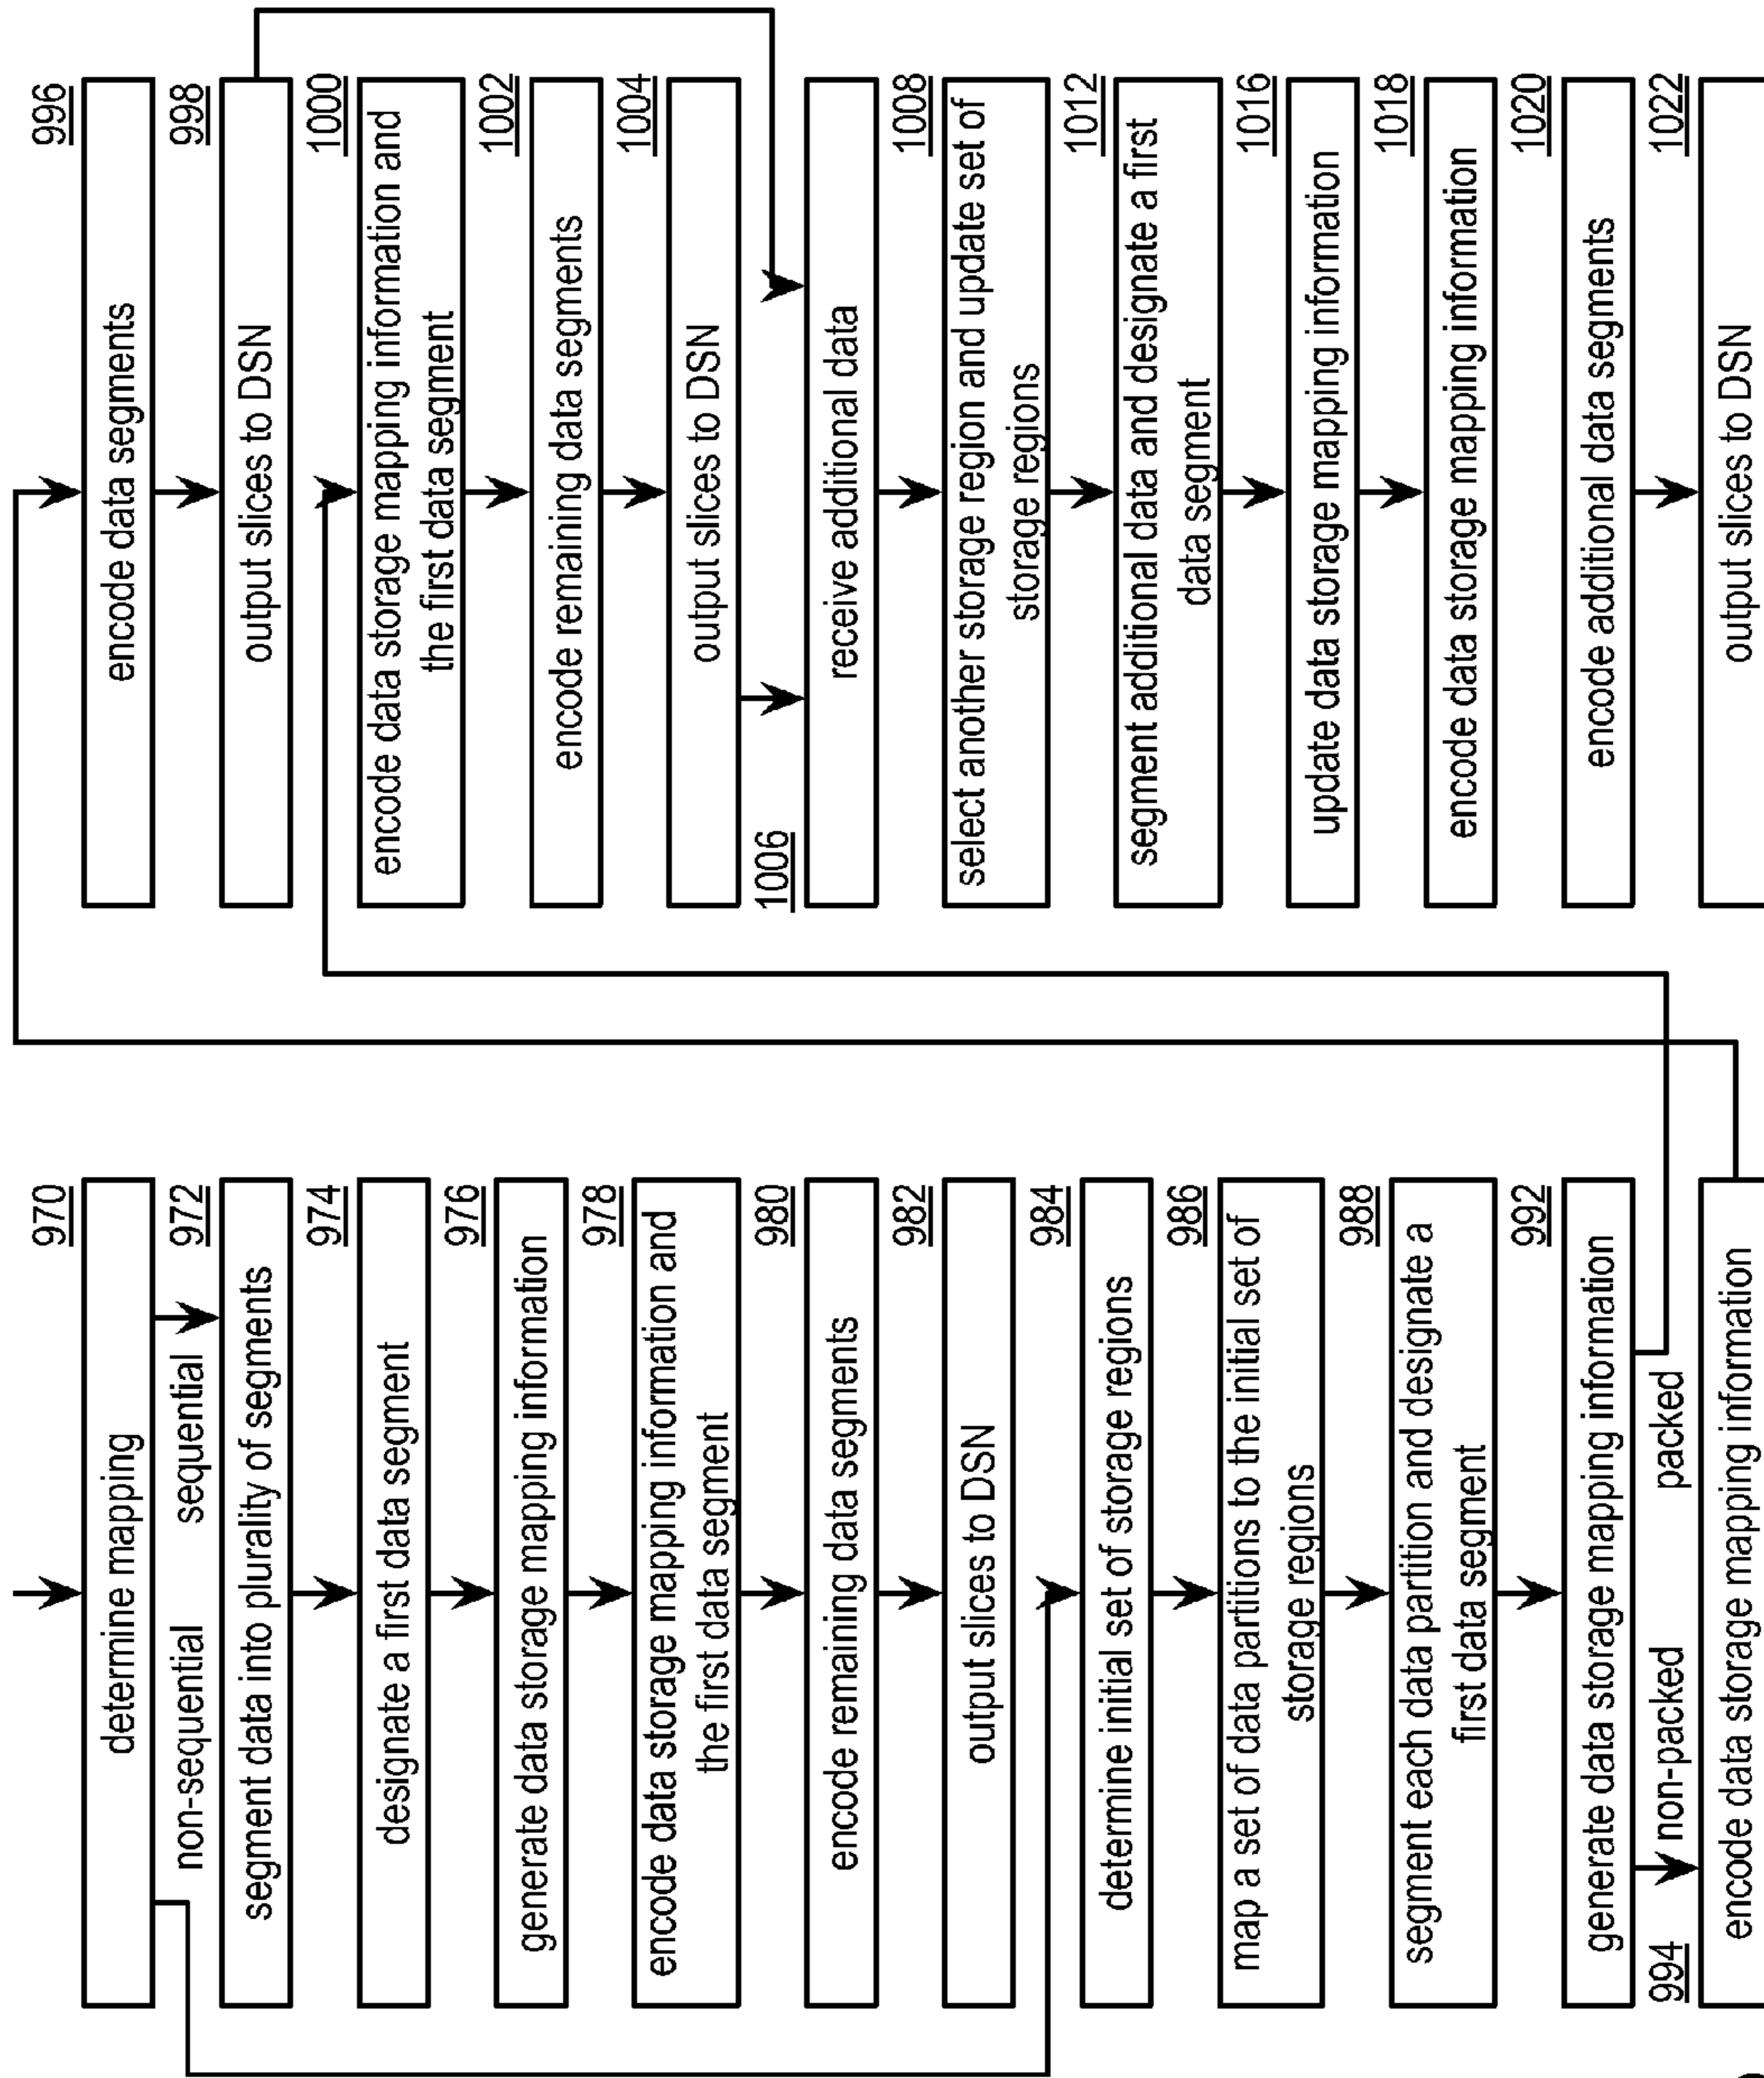 970
determine mapping
non-sequential
sequential
972
segment data into plurality of segments
974
designate a first data segment
976
generate data storage mapping information
978
encode data storage mapping information and
the first data segment
980
encode remaining data segments
982
output slices to DSN
984
determine initial set of storage regions
986
map a set of data partitions to the initial set of
storage regions
988
segment each data partition and designate a
first data segment
992
generate data storage mapping information
994
non-packed
packed
encode data storage mapping information
996
encode data segments
998
output slices to DSN
1000
encode data storage mapping information and
the first data segment
1002
encode remaining data segments
1004
output slices to DSN
1006
receive additional data
1008
select another storage region and update set of
storage regions
1012
segment additional data and designate a first
data segment
1016
update data storage mapping information
1018
encode data storage mapping information
1020
encode additional data segments
1022
output slices to DSN